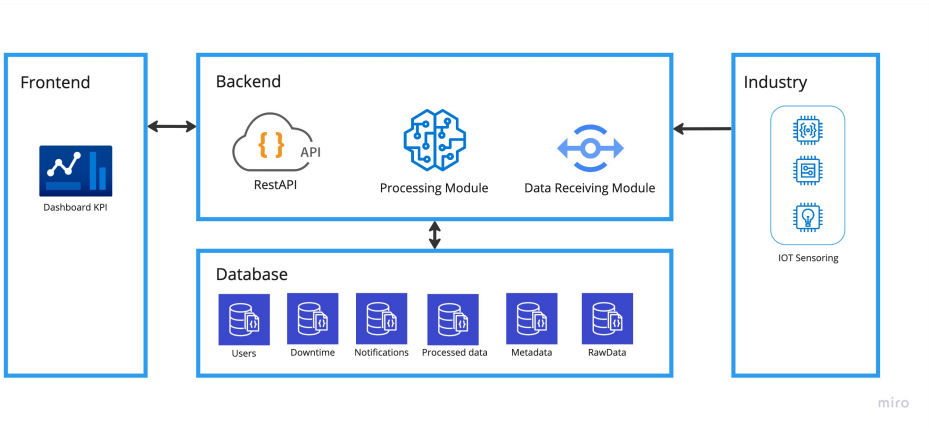 Frontend
Dashboard KPI
Backend
{ }
API
RestAPI
Processing Module
Data Receiving Module
Database
Users
Downtime
Notifications
Processed data
Metadata
RawData
Industry
IOT Sensoring
miro